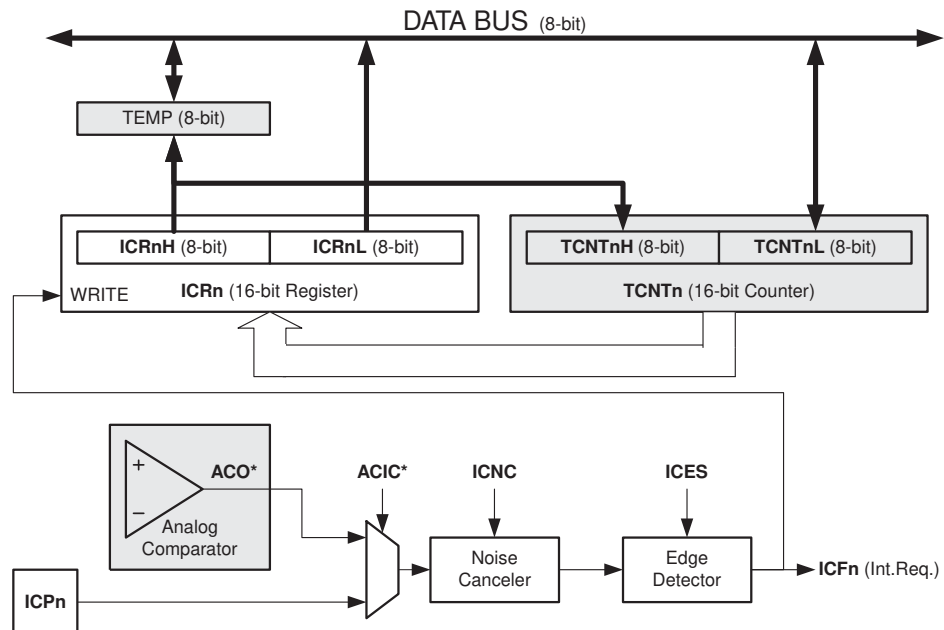 DATA BUS (8-bit)
TEMP (8-bit)
ICRnH (8-bit)
ICRnL (8-bit)
TCNTnH (8-bit)
TCNTnL (8-bit)
WRITE
ICRn (16-bit Register)
TCNTn (16-bit Counter)
+
−
ACO*
Analog
Comparator
ACIC*
ICNC
ICES
Noise
Canceler
Edge
Detector
ICFn (Int.Req.)
ICPn